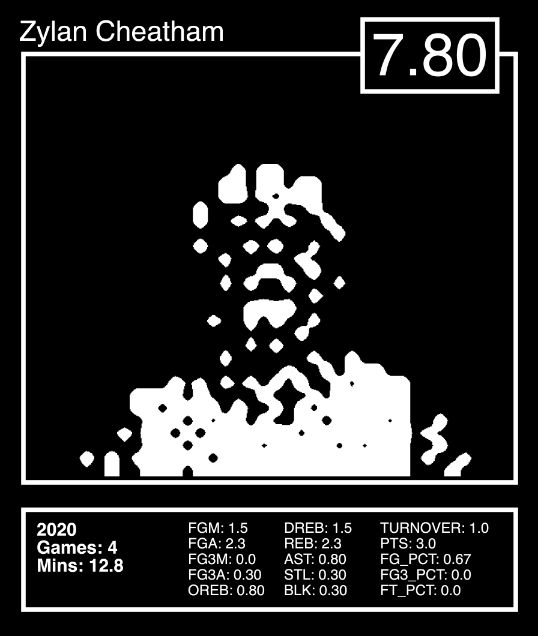 Zylan Cheatham
7.80
2020
Games: 4
Mins: 12.8
FGM: 1.5
FGA: 2.3
FG3M: 0.0
FG3A: 0.30
OREB: 0.80
DREB: 1.5
REB: 2.3
AST: 0.80
STL: 0.30
BLK: 0.30
TURNOVER: 1.0
PTS: 3.0
FG_PCT: 0.67
FG3_PCT: 0.0
FT_PCT: 0.0